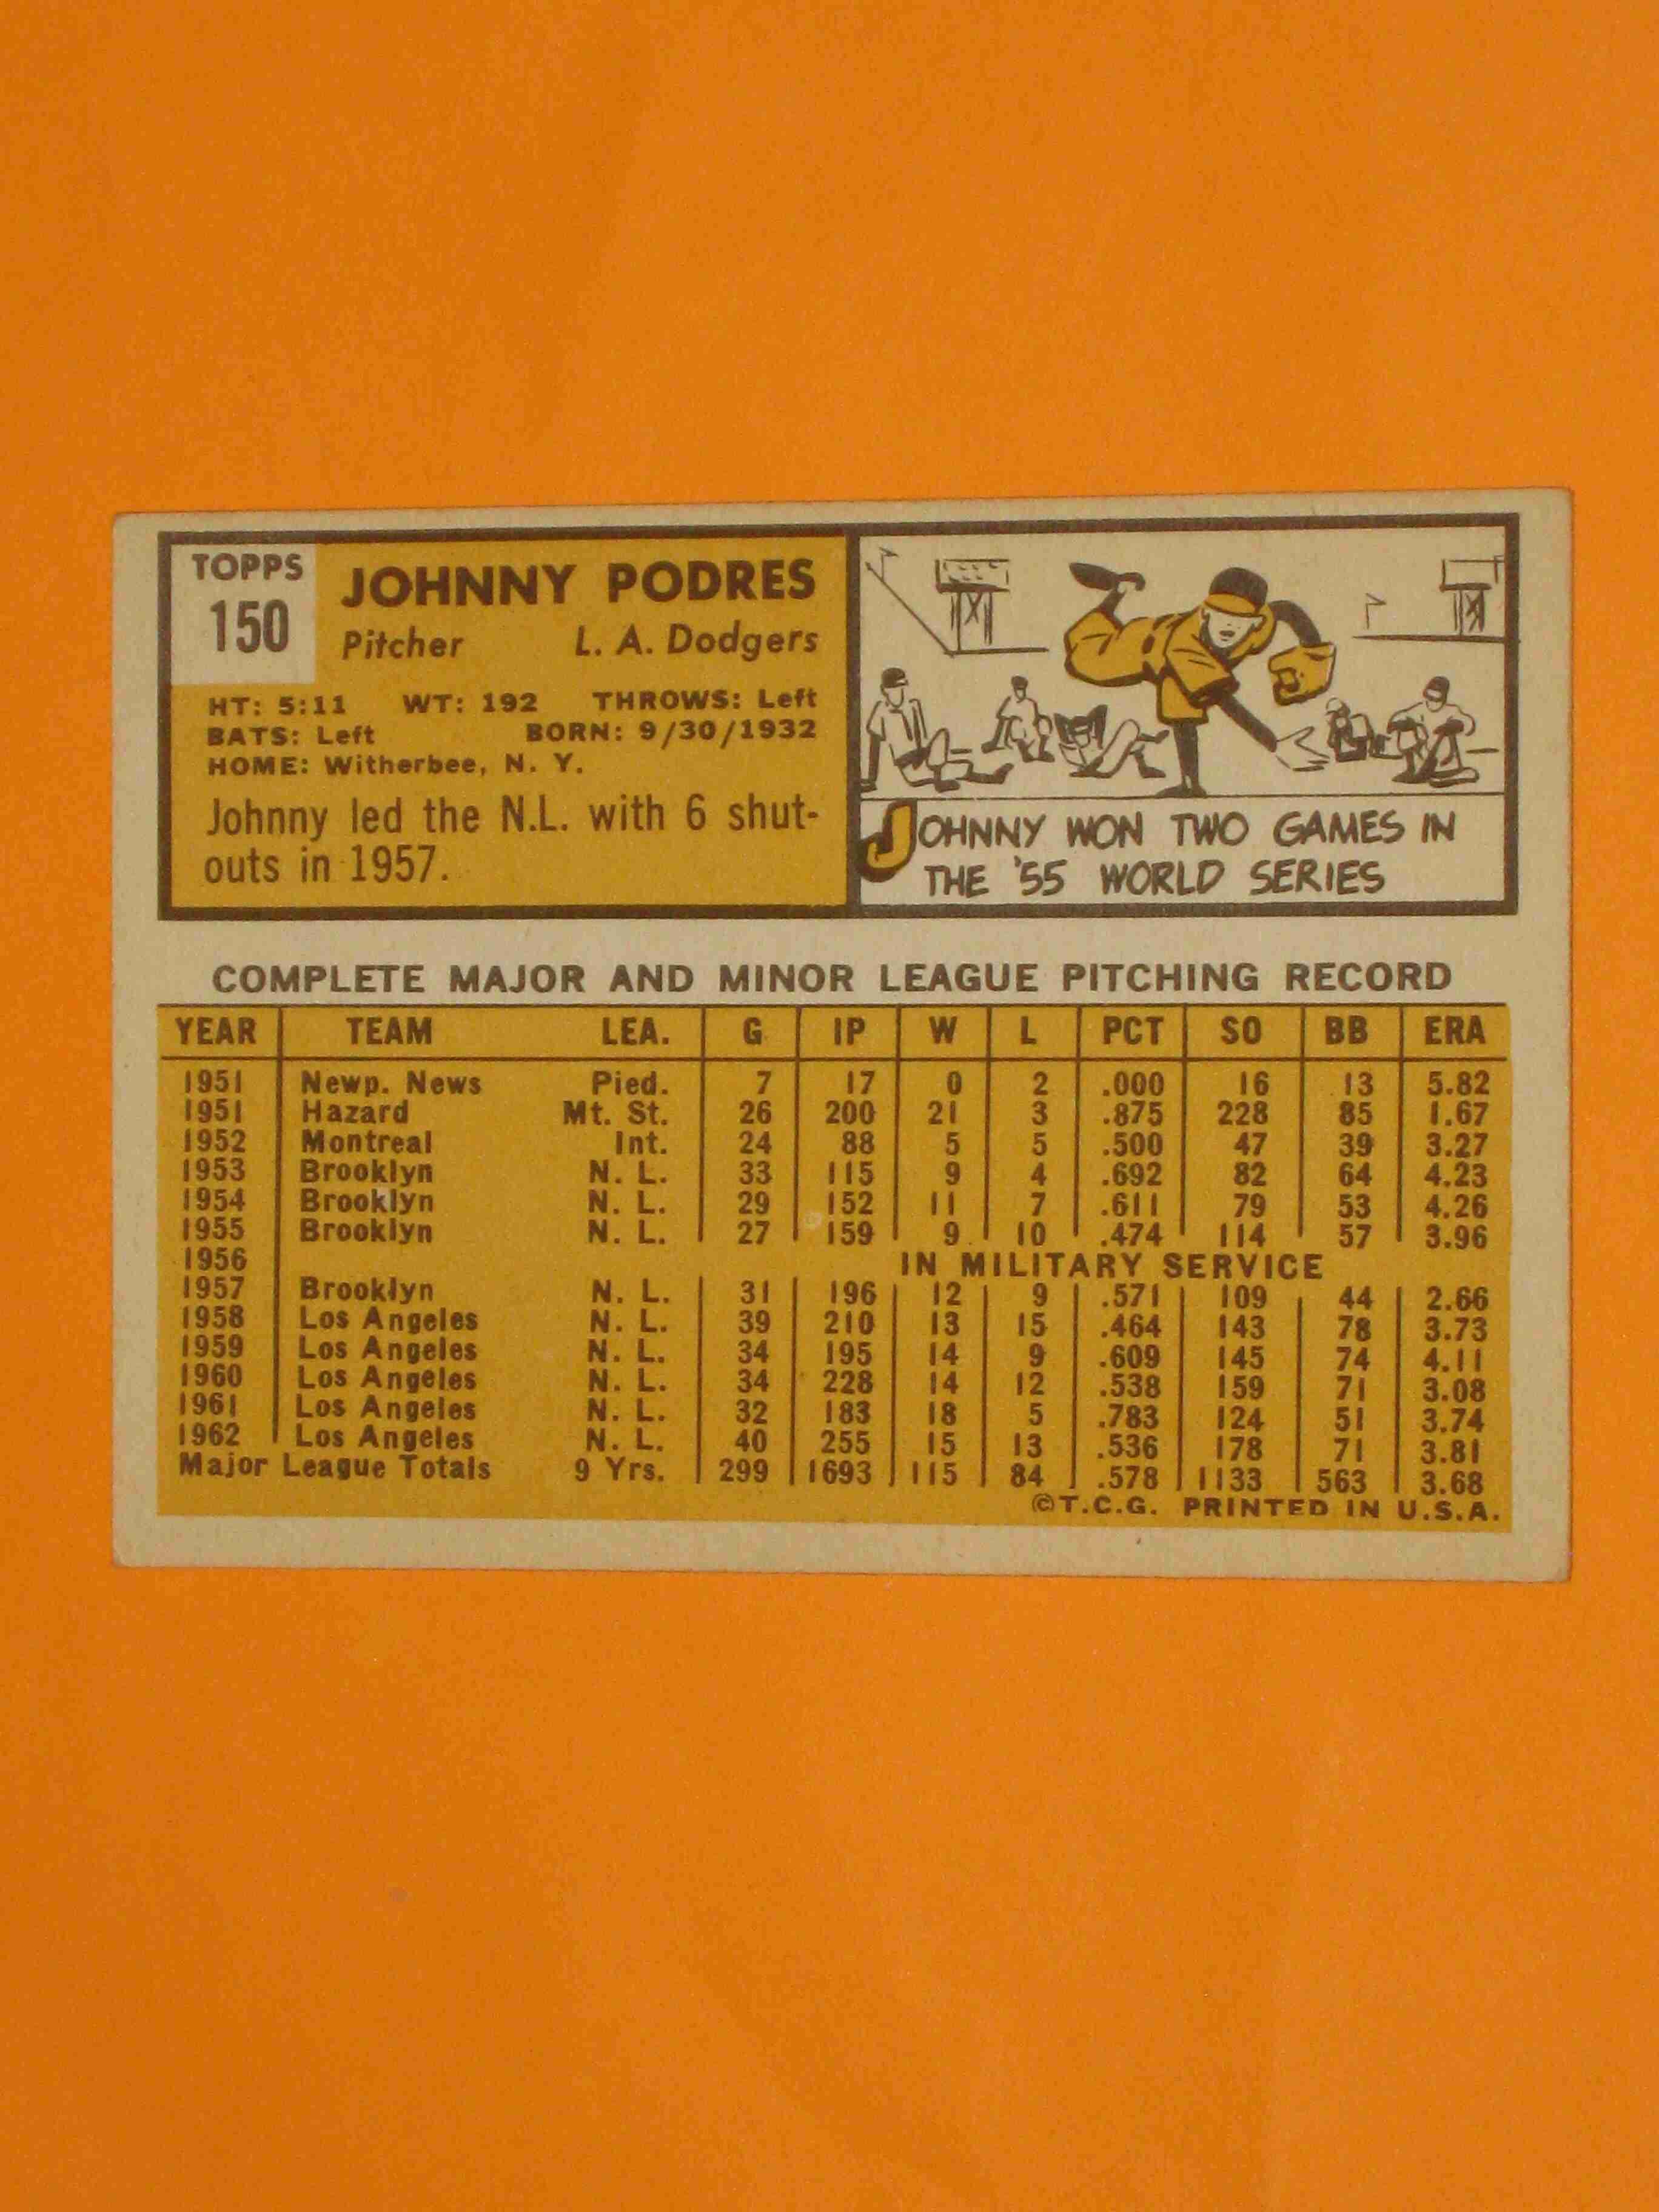 TOPPS
150
JOHNNY PODRES
Pitcher L. A. Dodgers
HT: 5:11 WT: 192 THROWS: Left
BATS: Left BORN: 9/30/1932
HOME: Witherbee, N. Y.
Johnny led the N.L. with 6 shut-
outs in 1957.
JOHNNY WON TWO GAMES IN
THE '55 WORLD SERIES
COMPLETE MAJOR AND MINOR LEAGUE PITCHING RECORD
YEAR TEAM LEA. G IP W L PCT SO BB ERA
1951 Newp. News Pied. 7 17 0 2 .000 16 13 5.82
1951 Hazard Mt. St. 26 200 21 3 .875 228 85 1.67
1952 Montreal Int. 24 88 5 5 .500 47 39 3.27
1953 Brooklyn N. L. 33 115 9 4 .692 82 64 4.23
1954 Brooklyn N. L. 29 152 11 7 .611 79 53 4.26
1955 Brooklyn N. L. 27 159 9 10 .474 114 57 3.96
1956 IN MILITARY SERVICE
1957 Brooklyn N. L. 31 196 12 9 .571 109 44 2.66
1958 Los Angeles N. L. 39 210 13 15 .464 143 78 3.73
1959 Los Angeles N. L. 34 195 14 9 .609 145 74 4.11
1960 Los Angeles N. L. 34 228 14 12 .538 159 71 3.08
1961 Los Angeles N. L. 32 183 18 5 .783 124 51 3.74
1962 Los Angeles N. L. 40 255 15 13 .536 178 71 3.81
Major League Totals 9 Yrs. 299 1693 115 84 .578 1133 563 3.68
©T.C.G. PRINTED IN U.S.A.